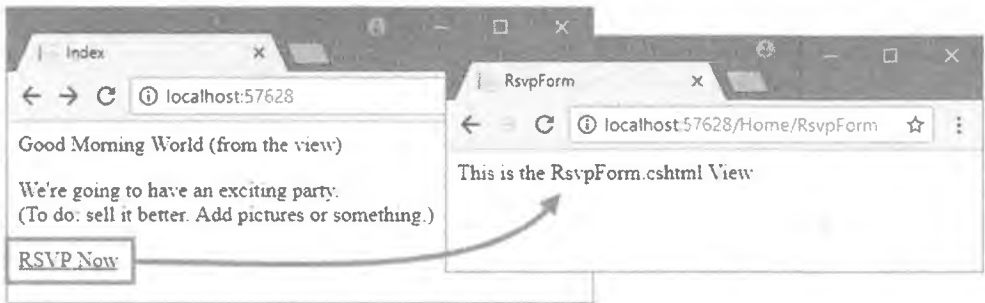 Index
localhost:57628
Good Morning World (from the view)
We're going to have an exciting party.
(To do: sell it better. Add pictures or something.)
RSVP Now
RsvpForm
localhost:57628/Home/RsvpForm
This is the RsvpForm.cshtml View